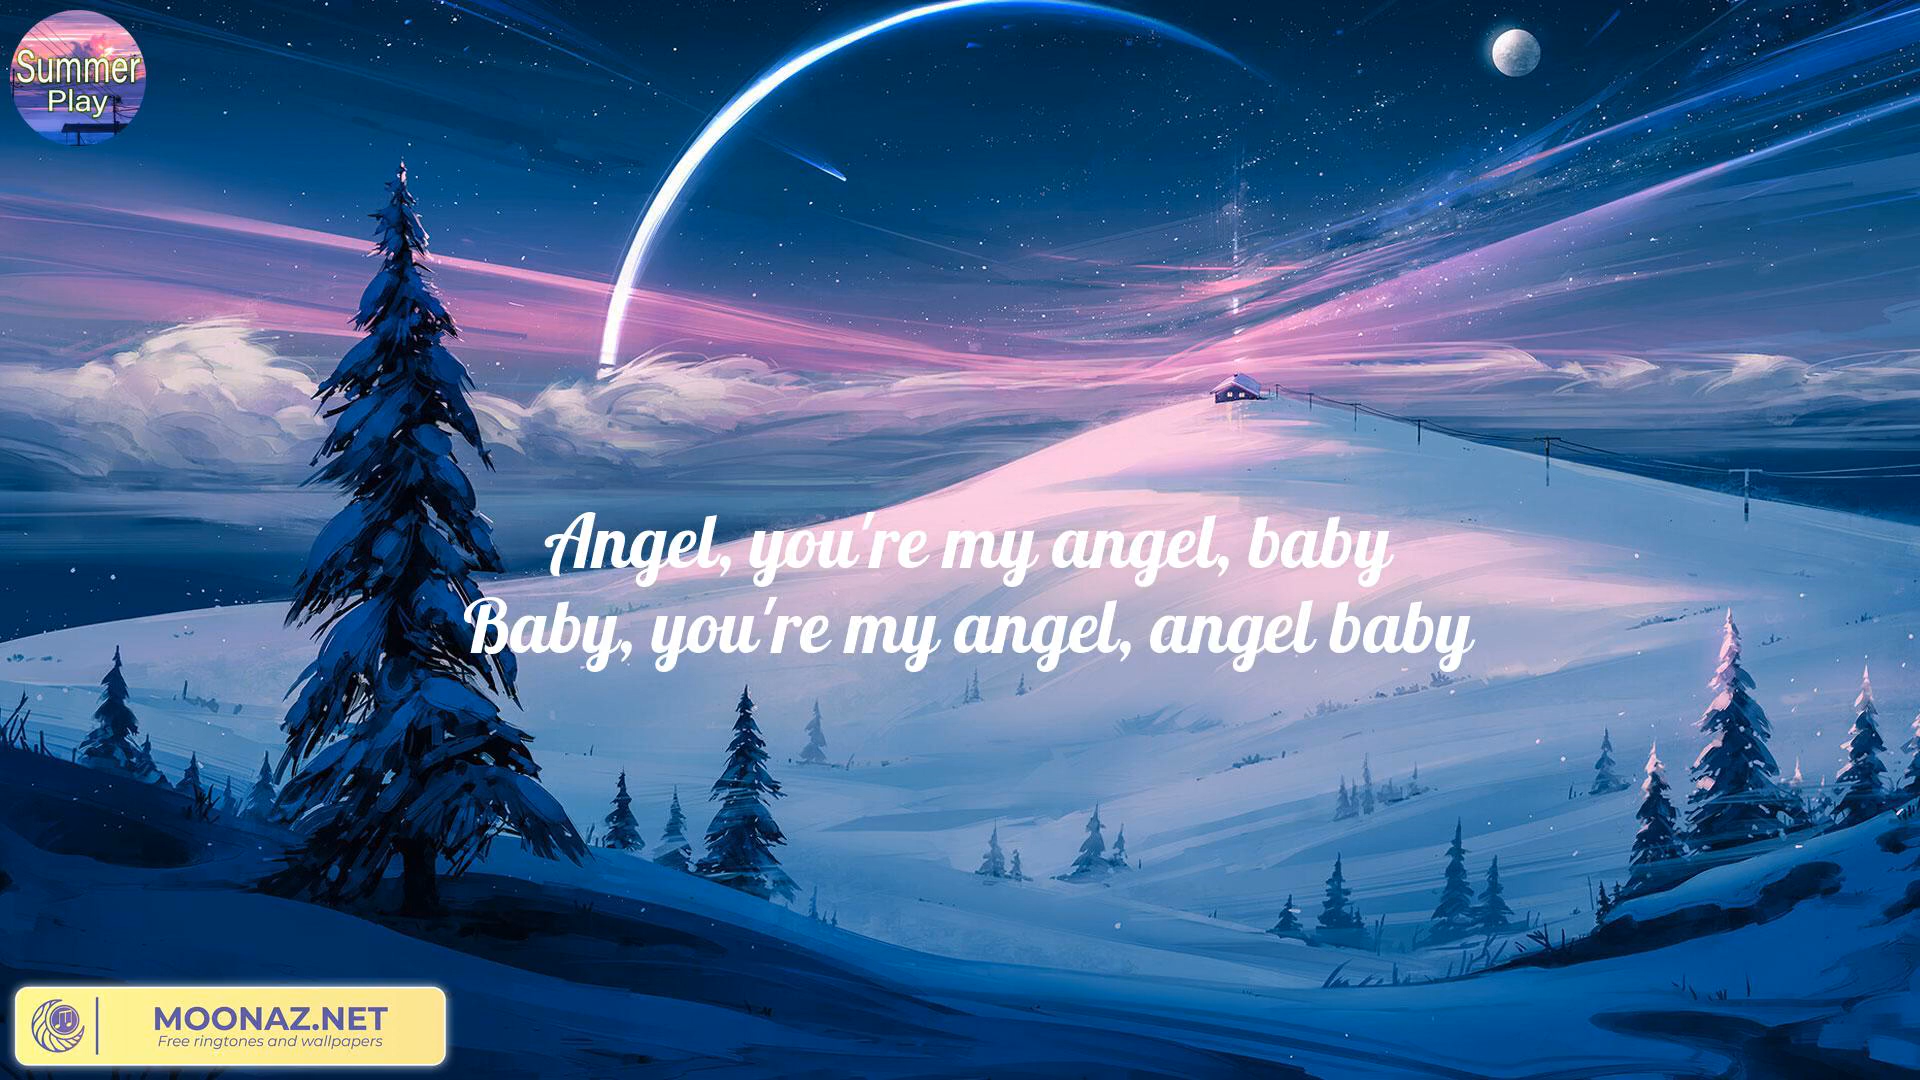 Summer
Play
Angel, you're my angel, baby
Baby, you're my angel, angel baby
MOONAZ.NET
Free ringtones and wallpapers